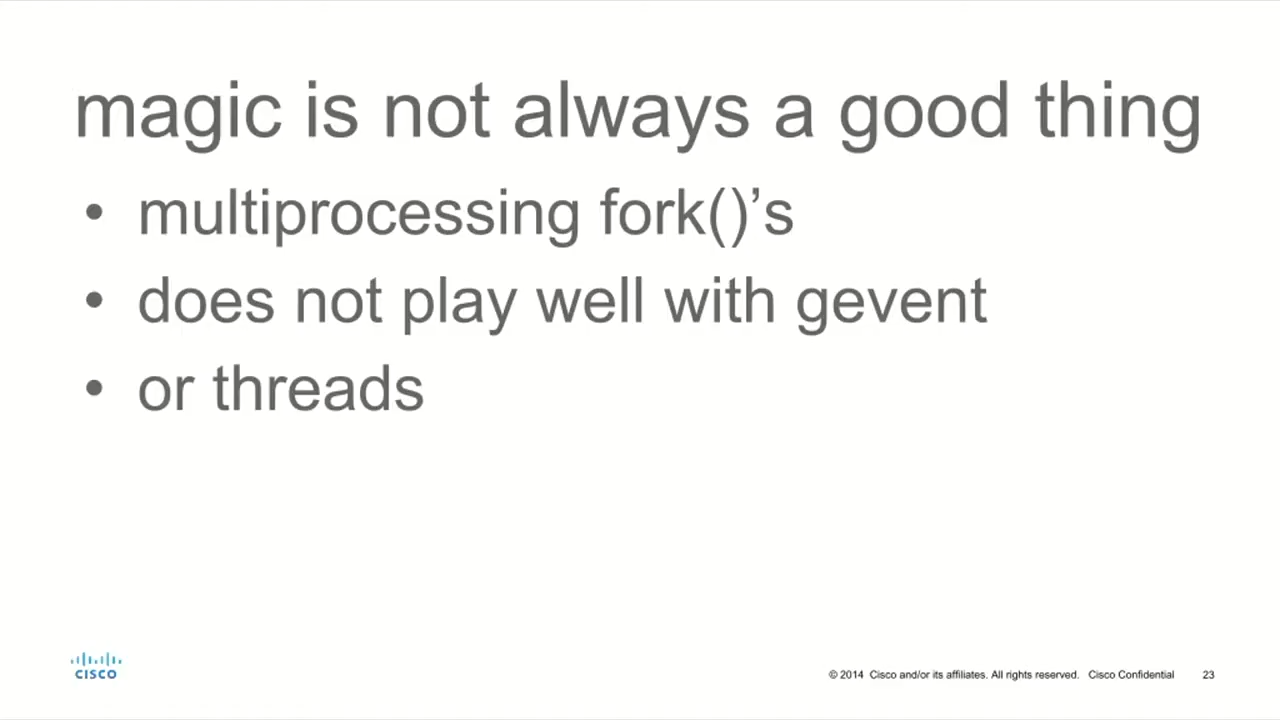 magic is not always a good thing
• multiprocessing fork()’s
• does not play well with gevent
• or threads
CISCO
© 2014 Cisco and/or its affiliates. All rights reserved. Cisco Confidential 23